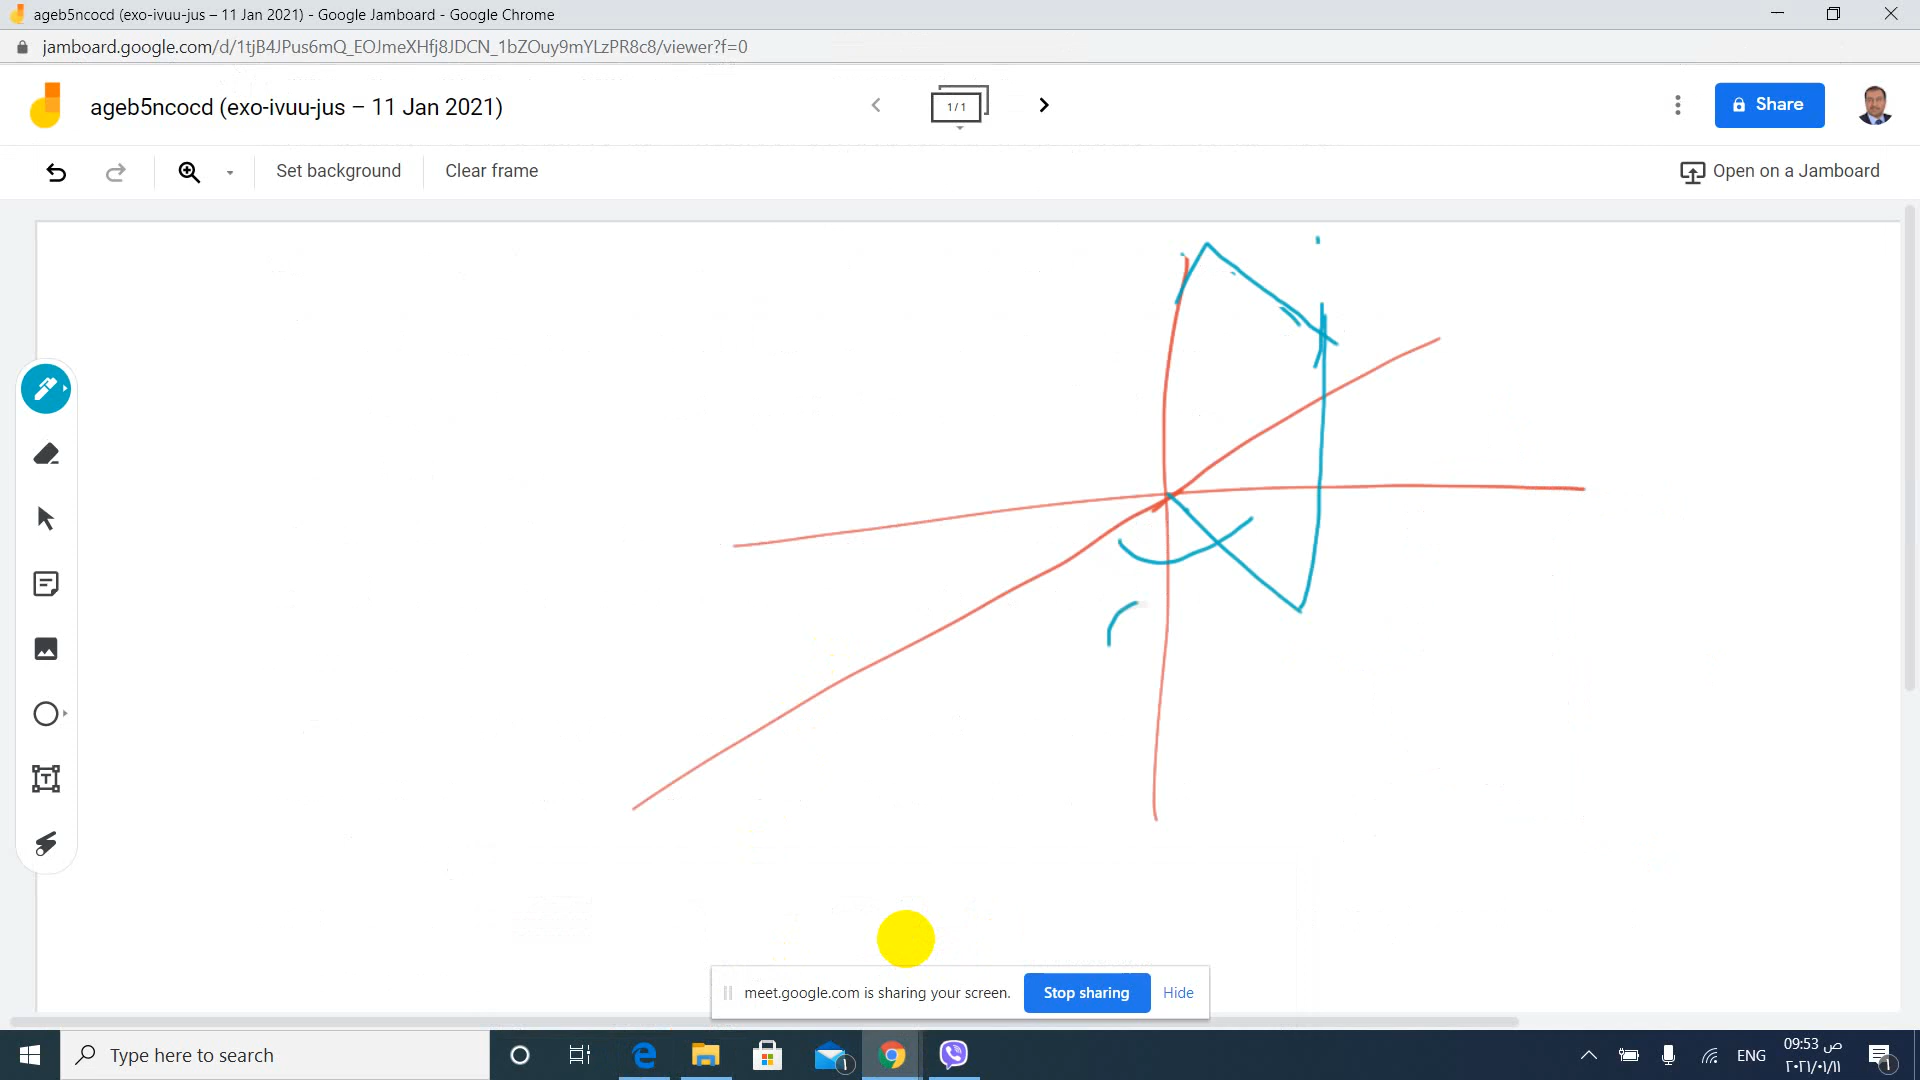 ageb5ncocd (exo-ivuu-jus – 11 Jan 2021) - Google Jamboard - Google Chrome
jamboard.google.com/d/1tjB4JPus6mQ_EOJmeXHfj8JDCN_1bZOuy9mYLzPR8c8/viewer?f=0
ageb5ncocd (exo-ivuu-jus – 11 Jan 2021)
1/1
Share
Set background
Clear frame
Open on a Jamboard
meet.google.com is sharing your screen.
Stop sharing
Hide
Type here to search
١
ENG
09:53 ص
٢٠٢١/٠١/١١
١